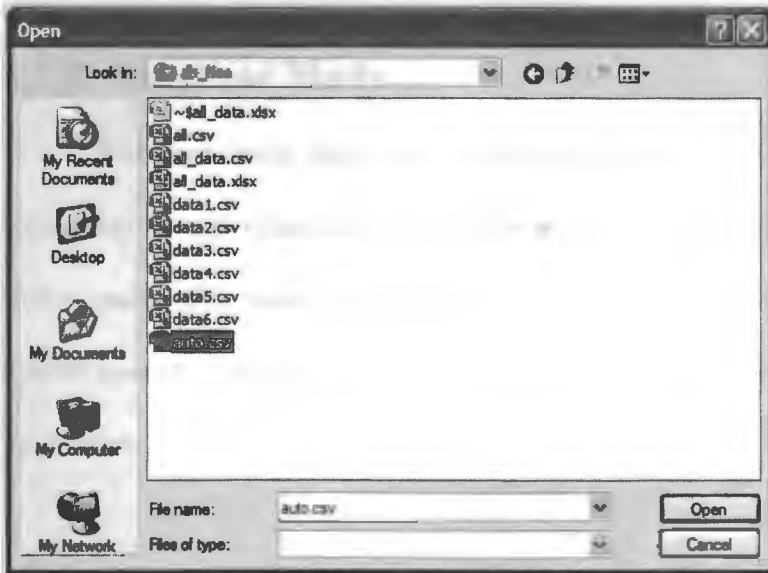 Open
Look in: db_files
~$all_data.xlsx
all.csv
all_data.csv
all_data.xlsx
data1.csv
data2.csv
data3.csv
data4.csv
data5.csv
data6.csv
auto.csv
My Recent
Documents
Desktop
My Documents
My Computer
My Network
File name: auto.csv Open
Files of type: Cancel